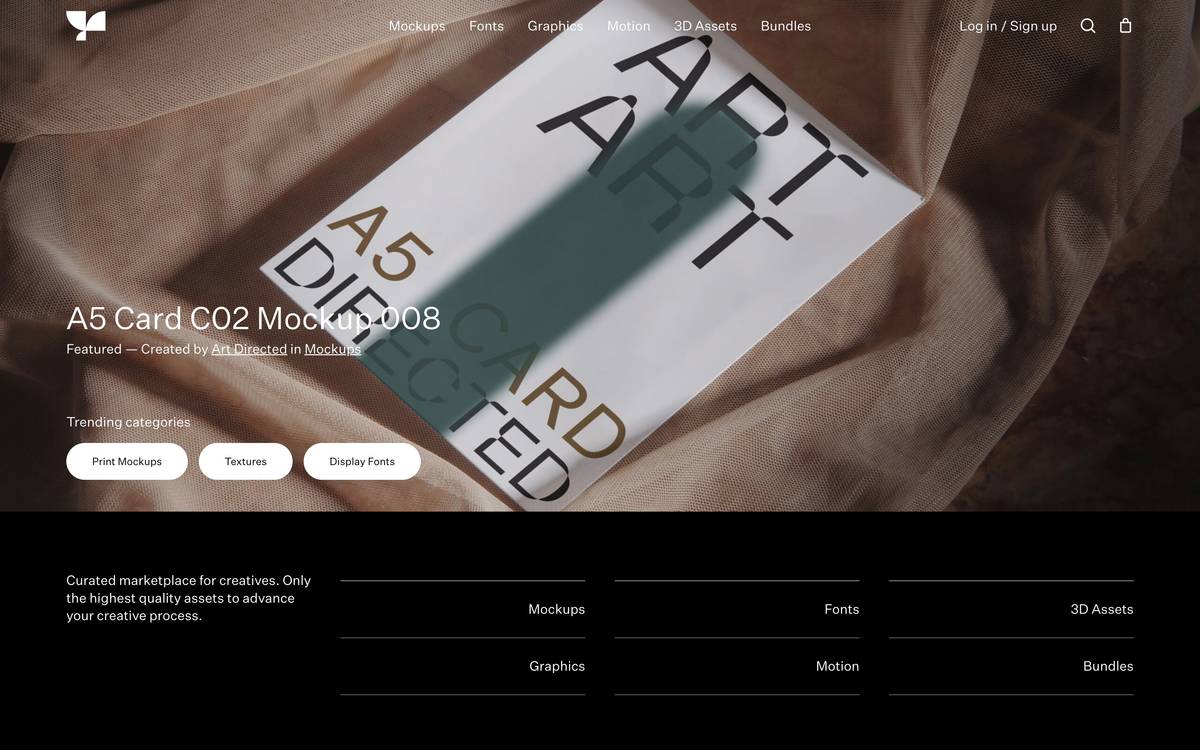 Mockups Fonts Graphics Motion 3D Assets Bundles Log in / Sign up
ART
ART
A5 CARD
DIRECTED
A5 Card C02 Mockup 008
Featured — Created by Art Directed in Mockups
Trending categories
Print Mockups Textures Display Fonts
Curated marketplace for creatives. Only
the highest quality assets to advance
your creative process.
Mockups Fonts 3D Assets
Graphics Motion Bundles